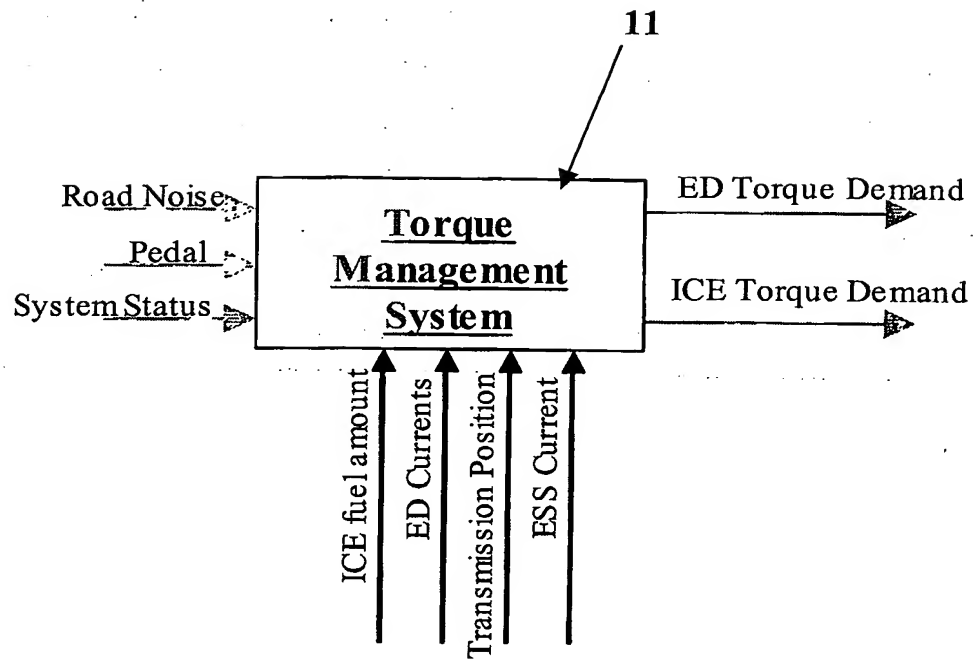 11
Road Noise
Pedal
System Status
Torque
Management
System
ED Torque Demand
ICE Torque Demand
ICE fuel amount
ED Currents
Transmission Position
ESS Current